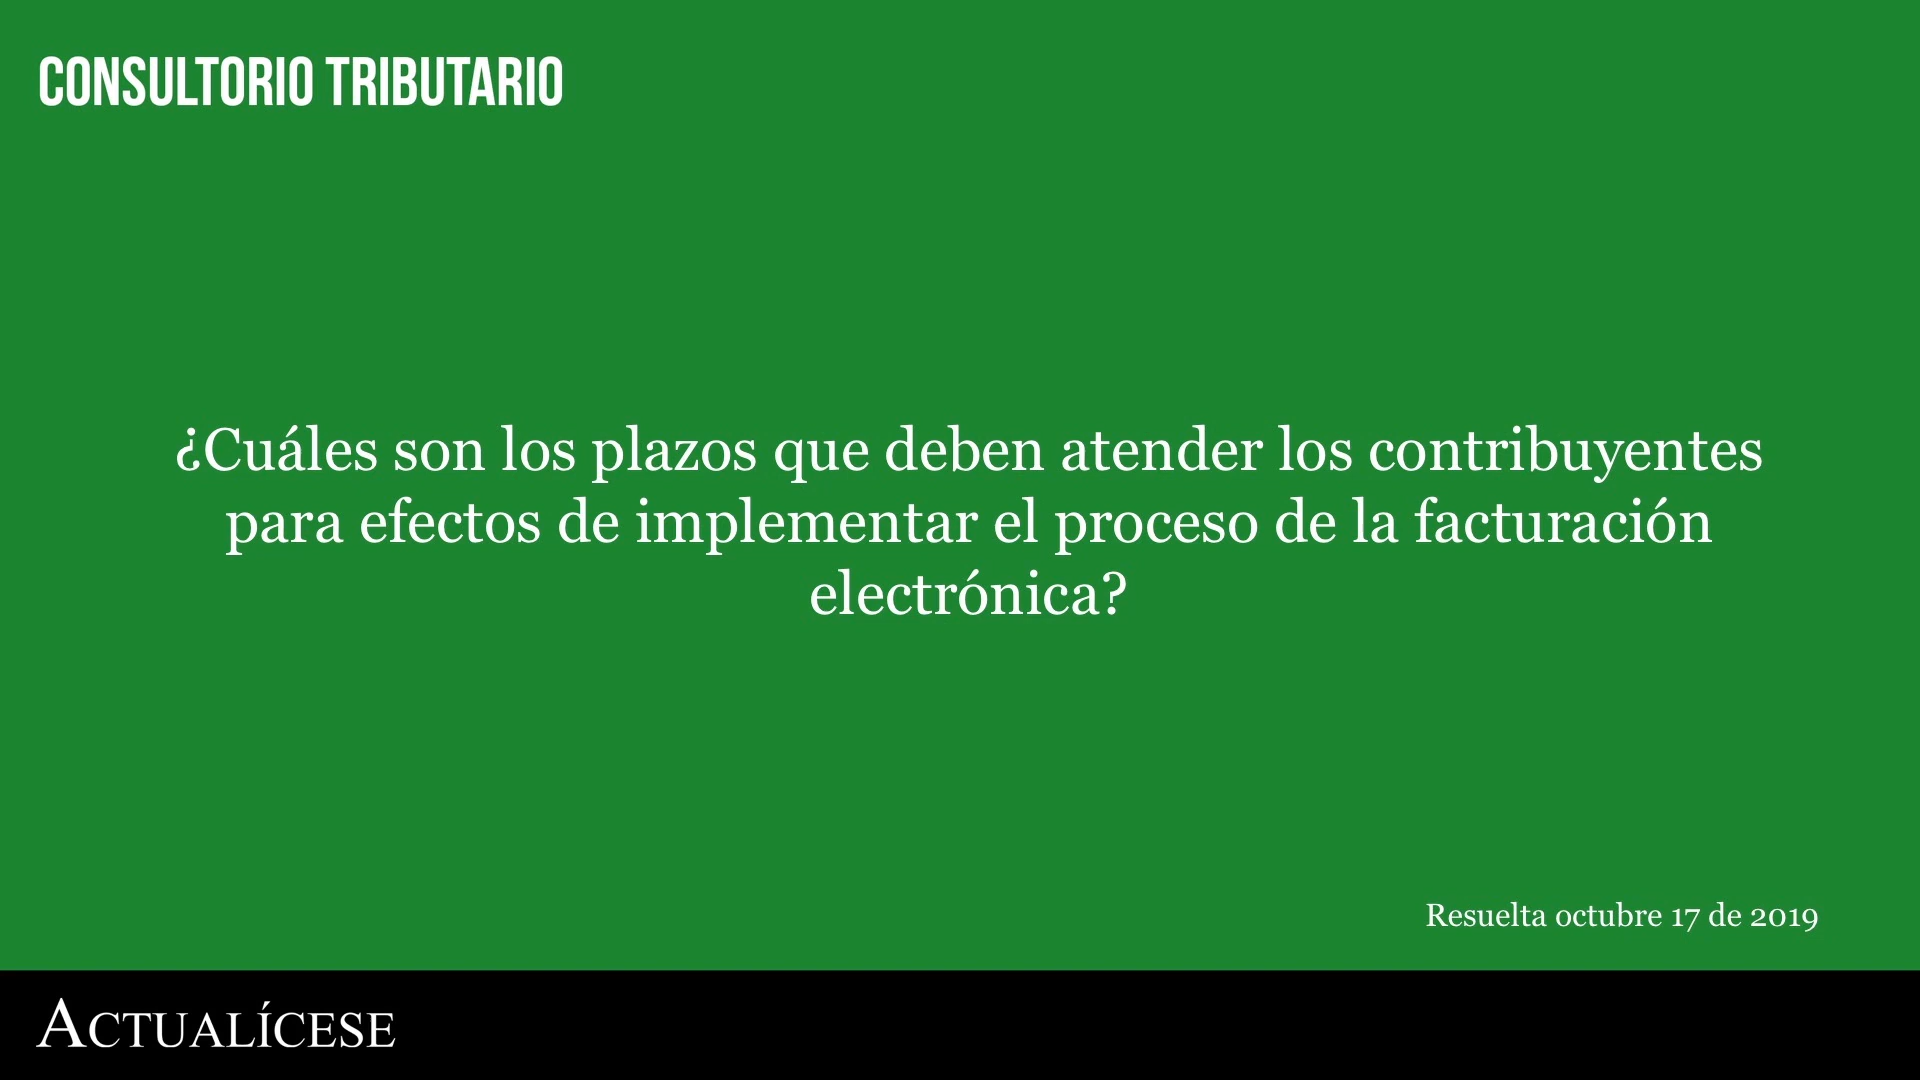 CONSULTORIO TRIBUTARIO
¿Cuáles son los plazos que deben atender los contribuyentes
para efectos de implementar el proceso de la facturación
electrónica?
Resuelta octubre 17 de 2019
ACTUALÍCESE